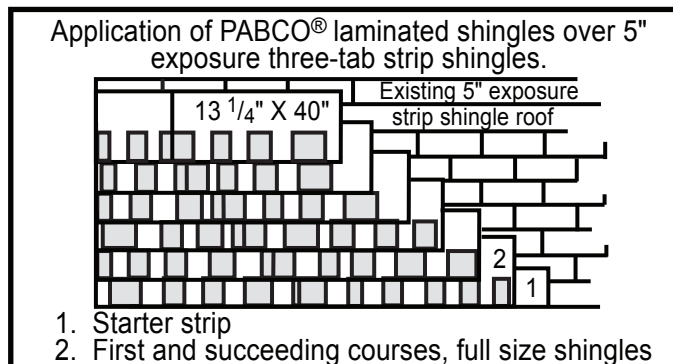 Application of PABCO® laminated shingles over 5"
exposure three-tab strip shingles.
Existing 5" exposure
13 1/4" X 40"
strip shingle roof
2
1
1. Starter strip
2. First and succeeding courses, full size shingles